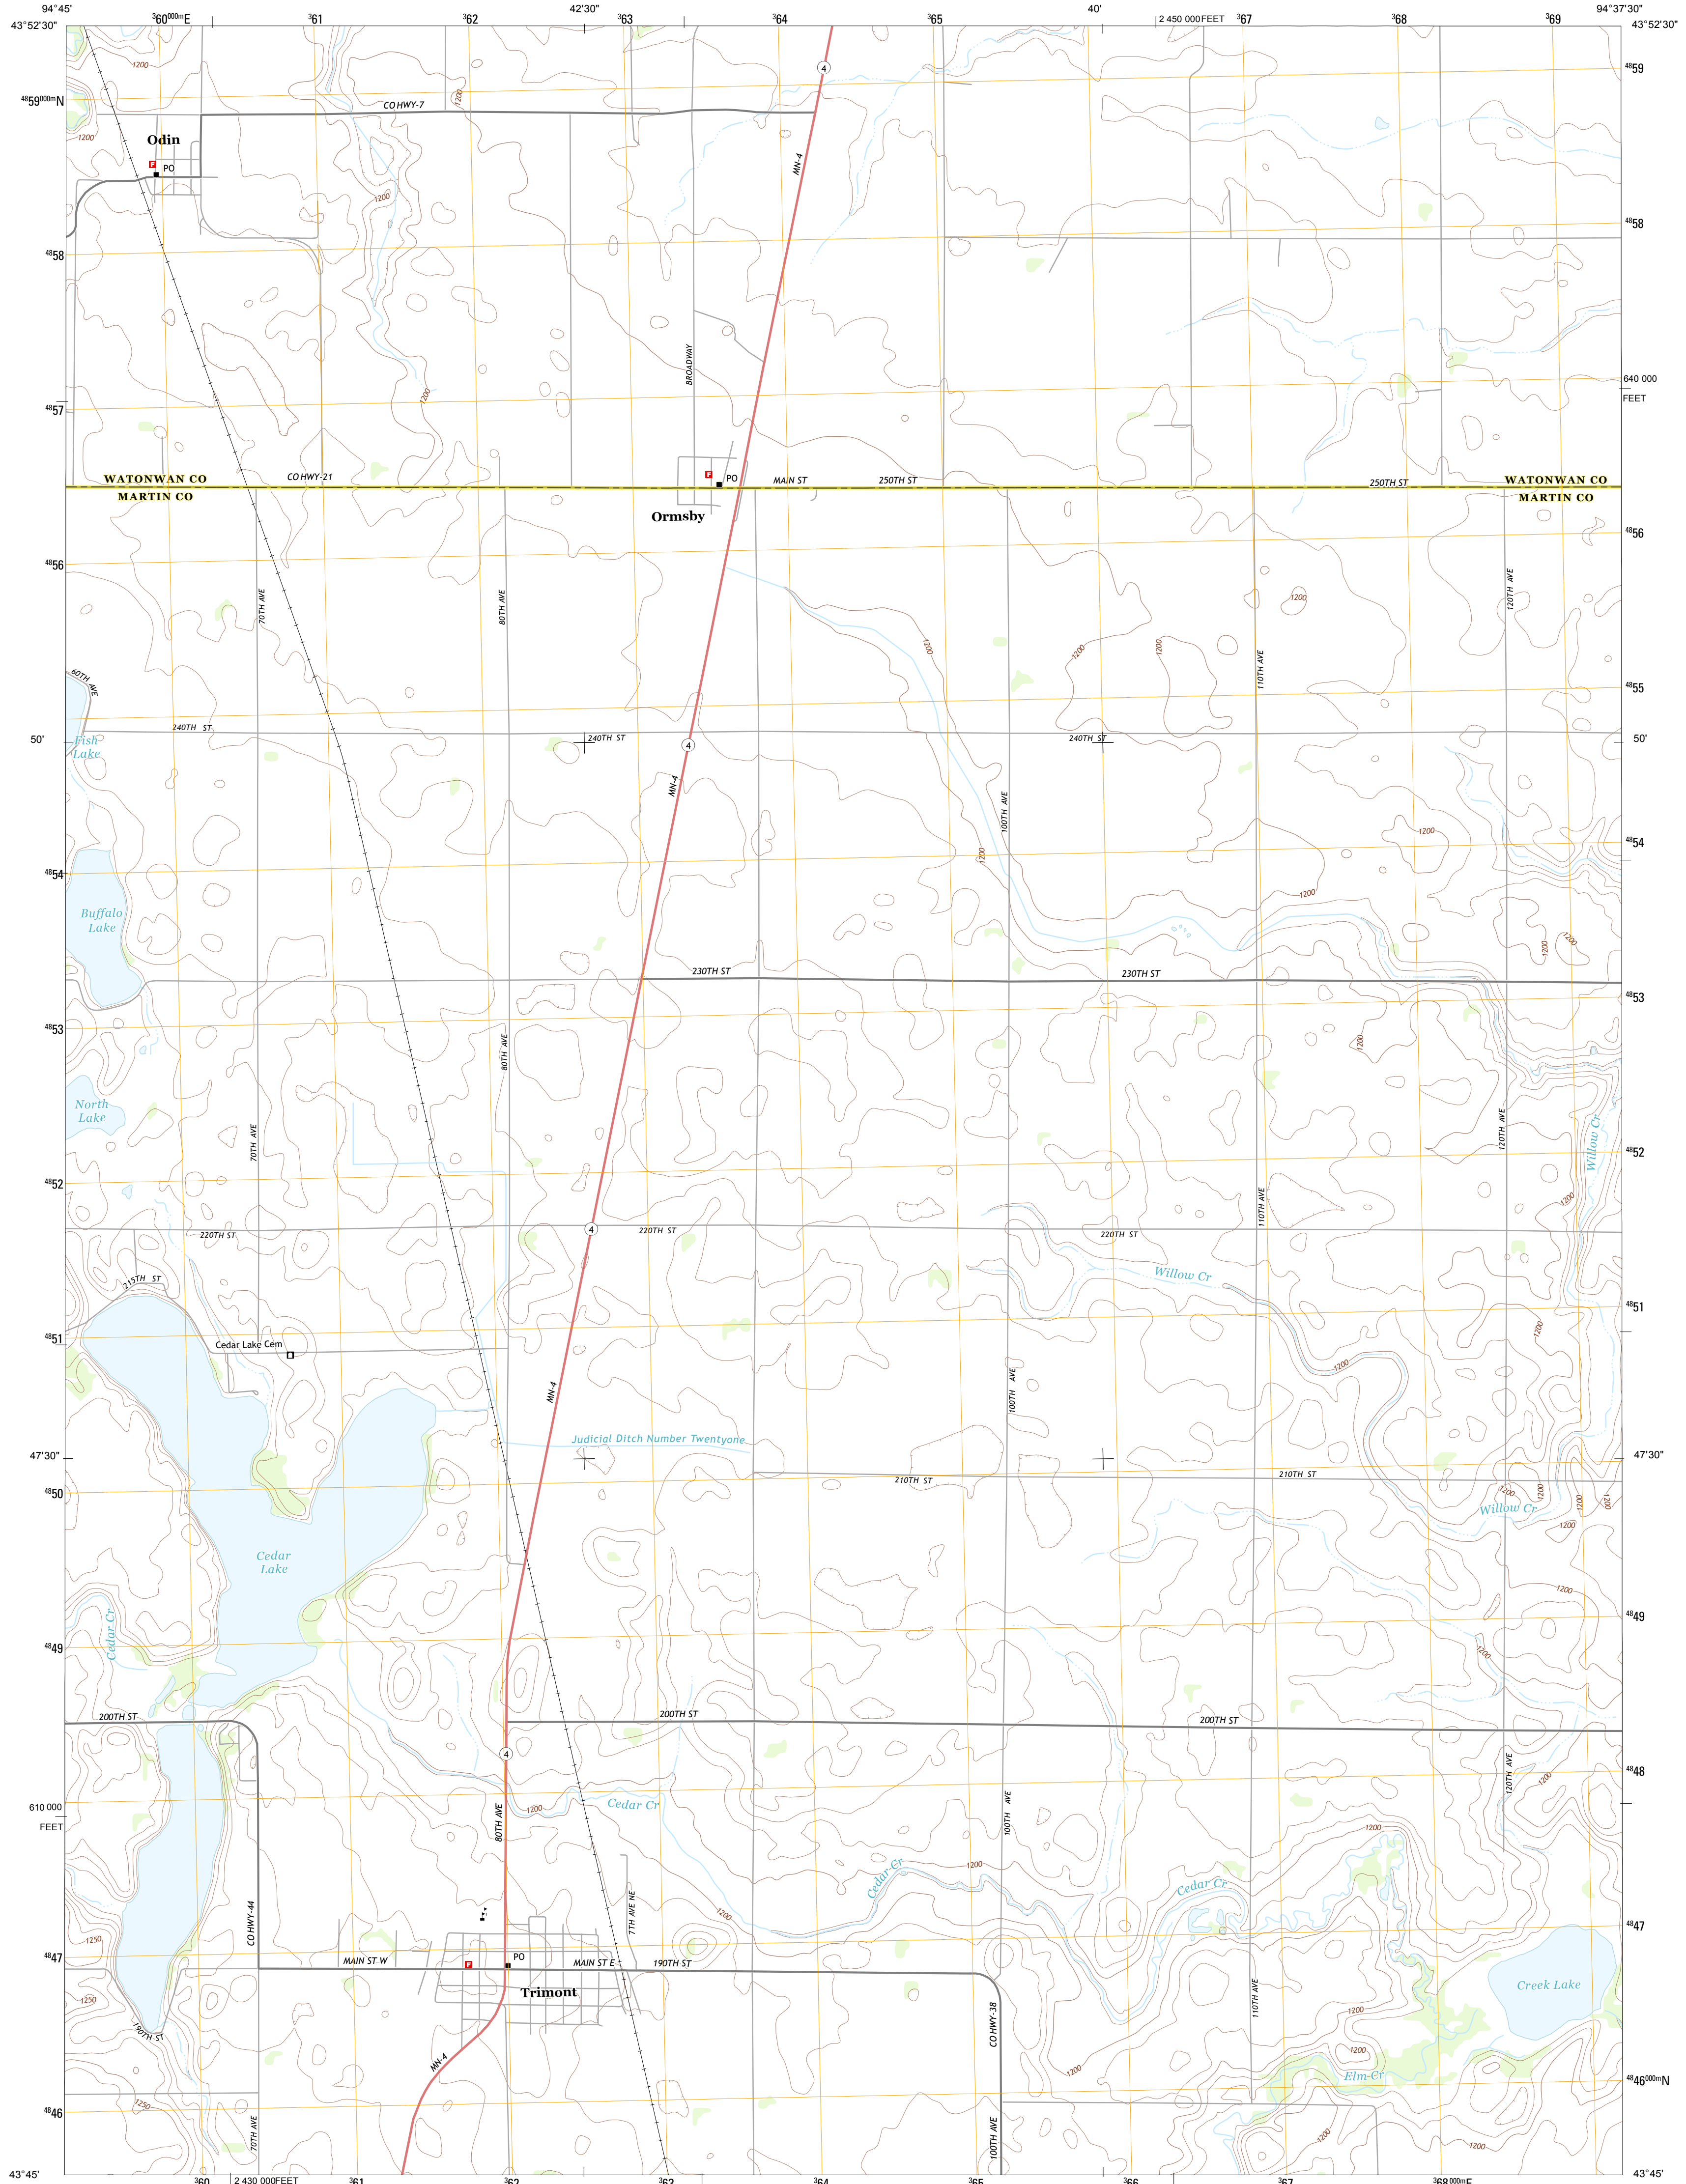 94°45' 360000mE 361 362 42'30" 363 364 365 40' 2 450 000 FEET 367 368 369 94°37'30"
43°52'30" 43°52'30"
1200
4
4859
4859000mN
1200
CO HWY-7
1200
Odin
F
PO
MN-4
1200
4858
4858
BROADWAY
640 000
FEET
1200
4857
WATONWAN CO
CO HWY-21
F
PO
MAIN ST
250TH ST
250TH ST
WATONWAN CO
MARTIN CO
MARTIN CO
Ormsby
4856
4856
70TH AVE
80TH AVE
1200
120TH AVE
1200
1200
1200
110TH AVE
60TH AVE
4855
240TH ST
50'
Fish
Lake
240TH ST
4
240TH ST
50'
MN-4
100TH AVE
1200
4854
1200
4854
1200
Buffalo
Lake
1200
1200
230TH ST
230TH ST
4853
4853
80TH AVE
1200
North
Lake
70TH AVE
120TH AVE
Willow Cr
4852
4852
1200
110TH AVE
220TH ST
4
220TH ST
220TH ST
215TH ST
Willow Cr
4851
4851
1200
Cedar Lake Cem
1200
MN-4
100TH AVE
Judicial Ditch Number Twentyone
47'30"
47'30"
210TH ST
210TH ST
4850
1200
1200
1200
1200
Willow Cr
1200
Cedar
Lake
1200
Cedar Cr
4849
4849
1200
200TH ST
200TH ST
200TH ST
4
4848
120TH AVE
1200
610 000
FEET
1200
Cedar Cr
80TH AVE
100TH AVE
1200
1200
Cedar Cr
Cedar Cr
1200
7TH AVE NE
CO HWY-44
4847
1250
4847
MAIN ST W
F
PO
MAIN ST E
190TH ST
Trimont
Creek Lake
1250
110TH AVE
1200
CO HWY-38
190TH ST
MN-4
1200
1200
Elm Cr
4846000mN
1250
4846
70TH AVE
100TH AVE
1200
1200
43°45' 43°45'
360 2 430 000 FEET 361 362 363 364 365 366 367 368000mE